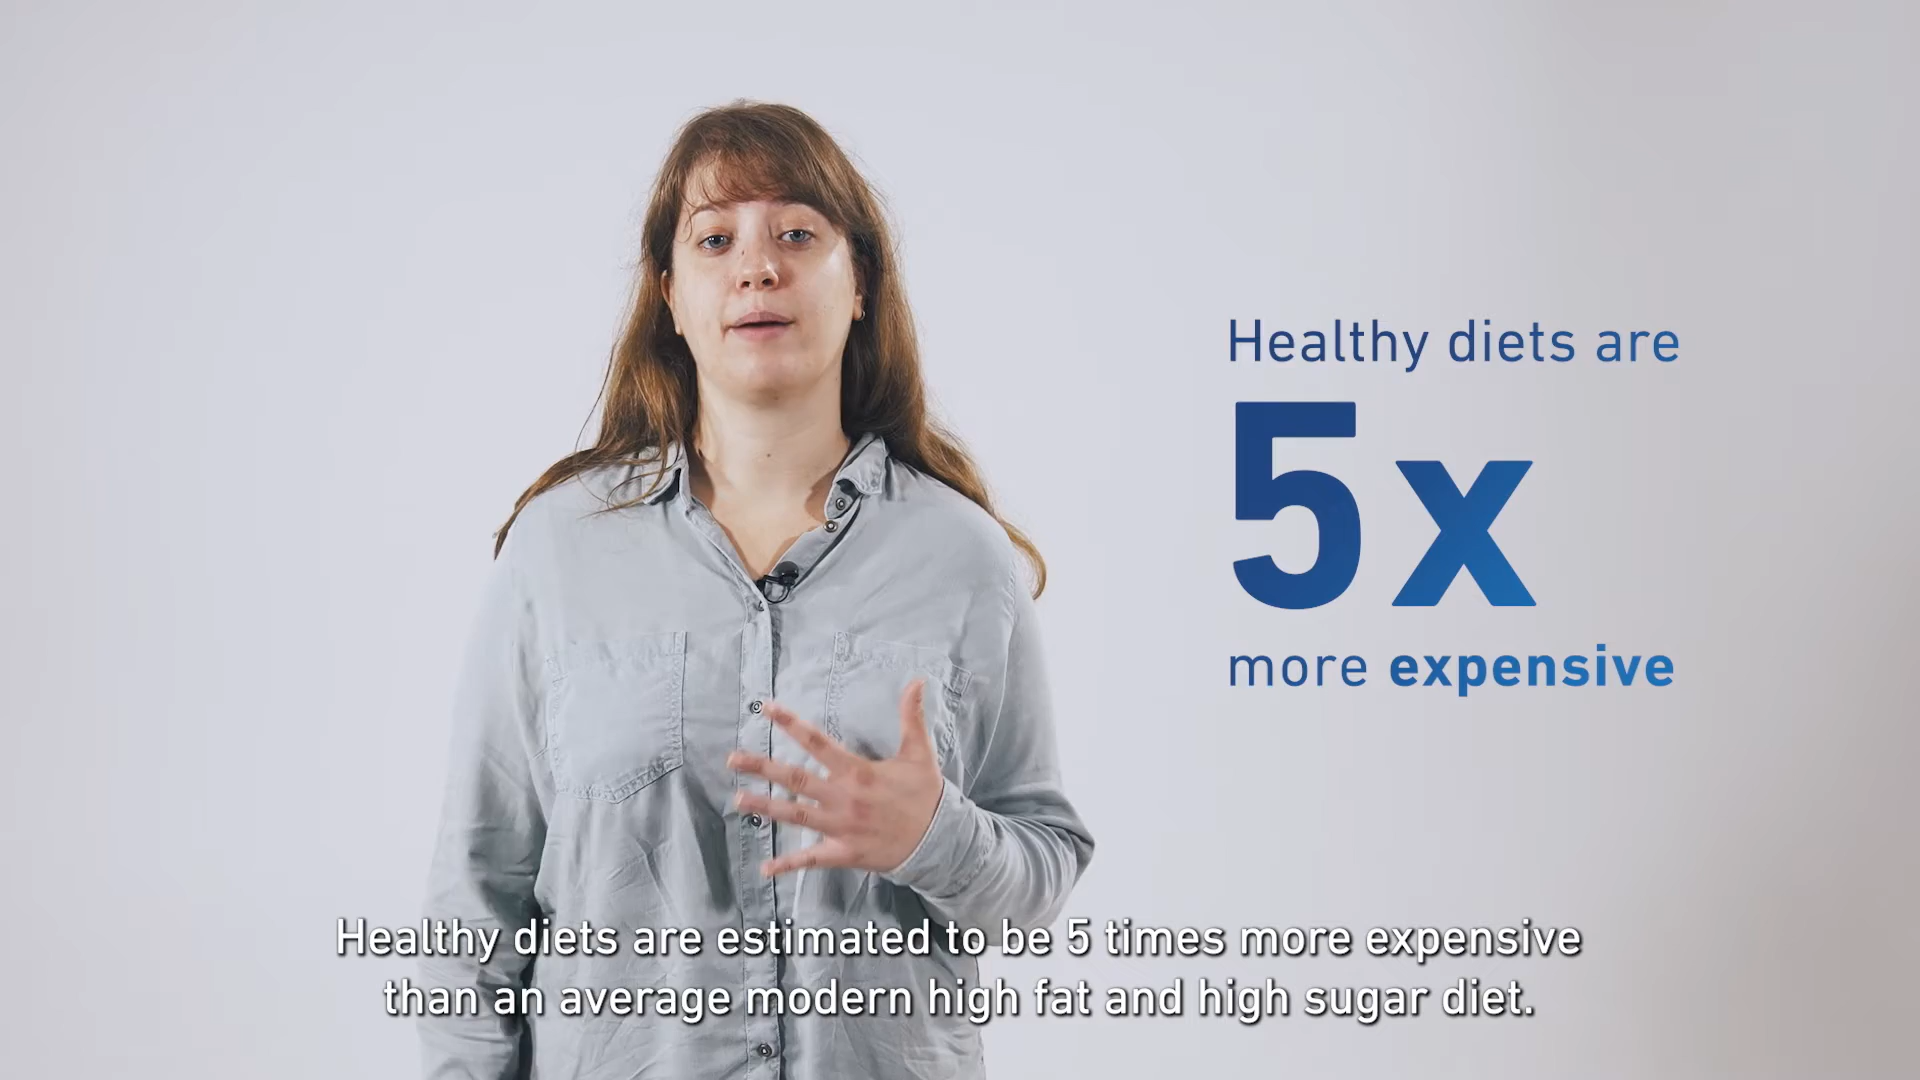 Healthy diets are
5x
more expensive
Healthy diets are estimated to be 5 times more expensive
than an average modern high fat and high sugar diet.